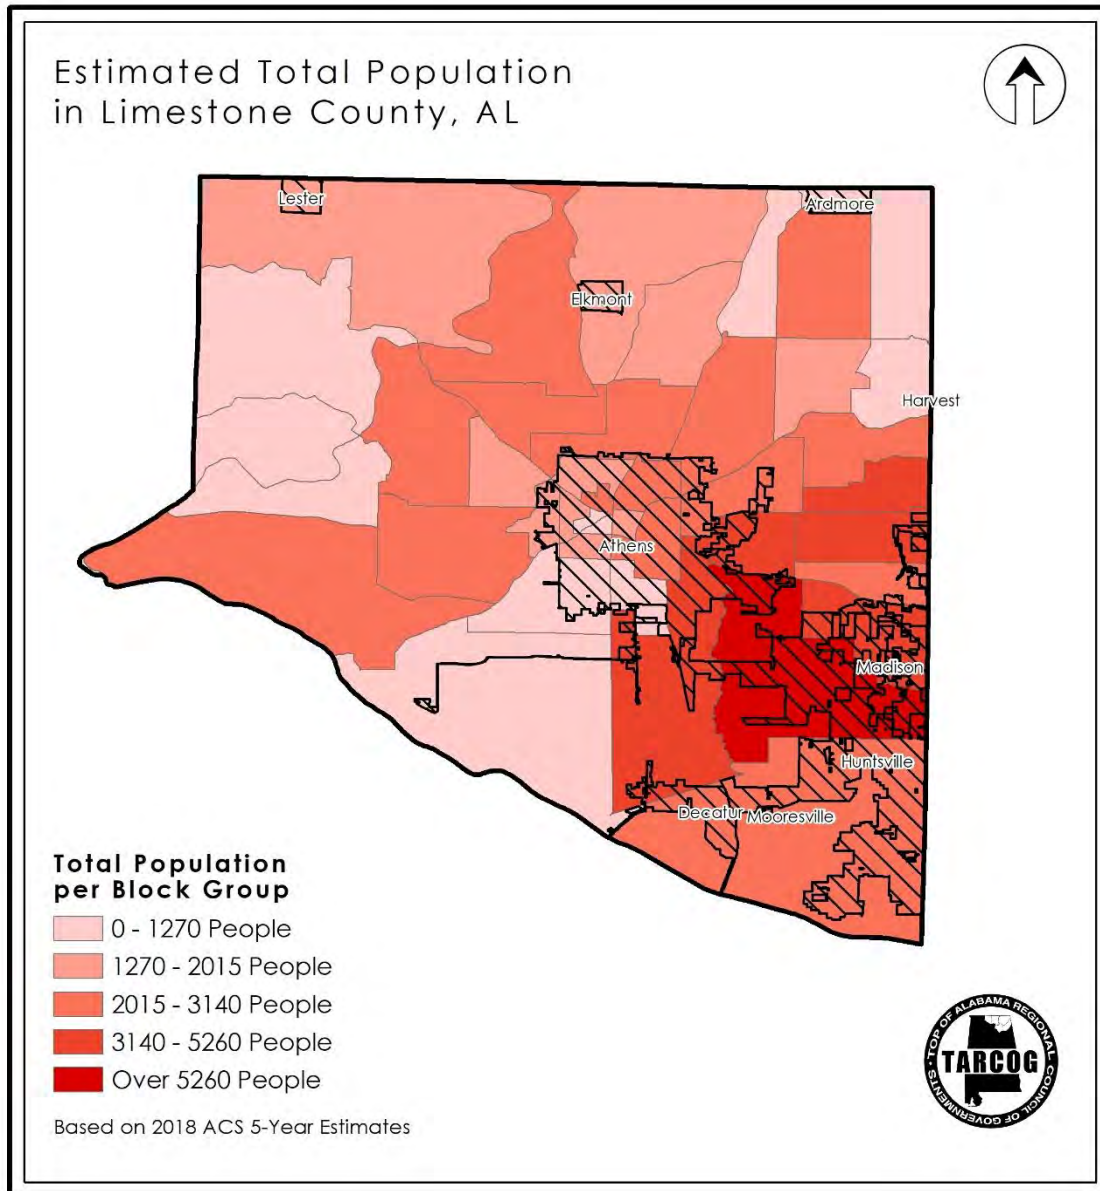 Estimated Total Population
in Limestone County, AL
Lester
Ardmore
Elkmont
Harvest
Athens
Madison
Huntsville
Decatur
Mooresville
Total Population
per Block Group
0 - 1270 People
1270 - 2015 People
2015 - 3140 People
3140 - 5260 People
Over 5260 People
Based on 2018 ACS 5-Year Estimates
TOP OF ALABAMA REGIONAL
TARCOG
COUNCIL OF GOVERNMENTS